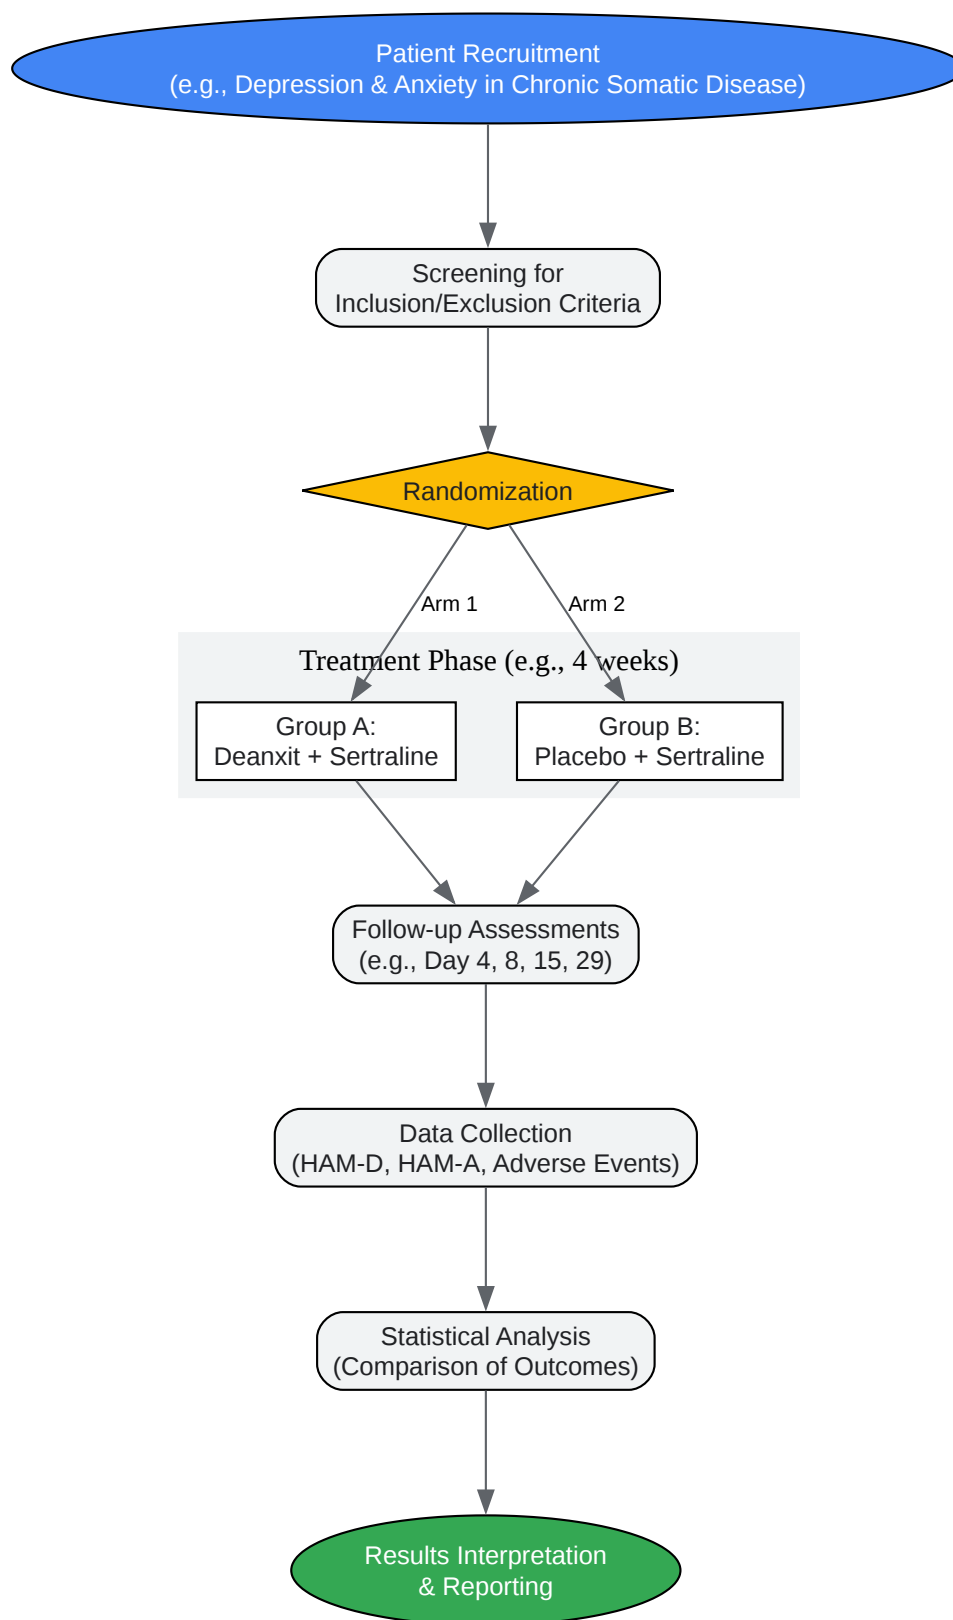 Patient Recruitment
(e.g., Depression & Anxiety in Chronic Somatic Disease)
Screening for
Inclusion/Exclusion Criteria
Randomization
Arm 1
Arm 2
Treatment Phase (e.g., 4 weeks)
Group A:
Deanxit + Sertraline
Group B:
Placebo + Sertraline
Follow-up Assessments
(e.g., Day 4, 8, 15, 29)
Data Collection
(HAM-D, HAM-A, Adverse Events)
Statistical Analysis
(Comparison of Outcomes)
Results Interpretation
& Reporting